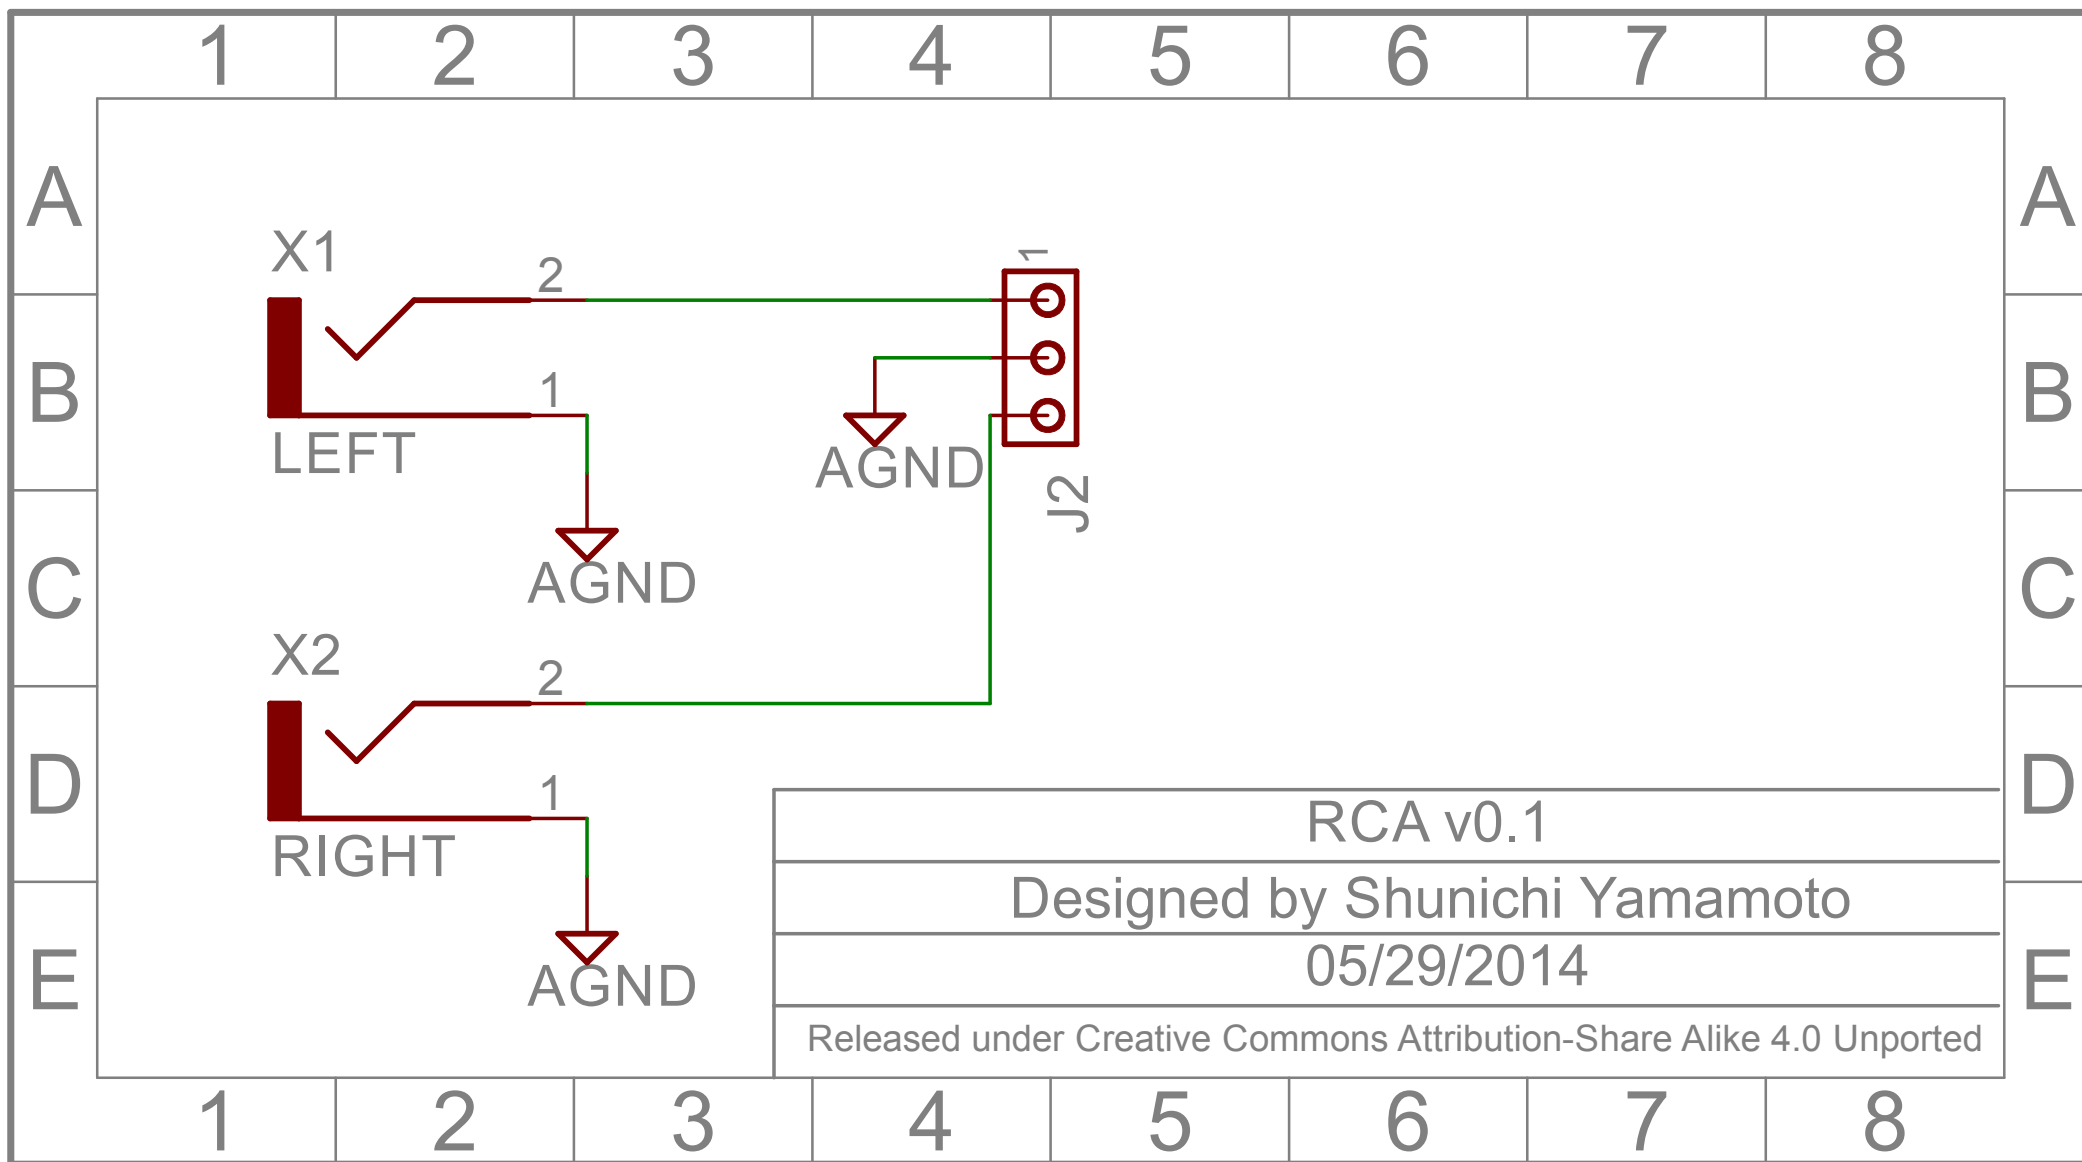 1 2 3 4 5 6 7 8
A A
X1
2
1
B B
1
LEFT
AGND
J2
AGND
C C
X2
2
D D
1
RIGHT
RCA v0.1
Designed by Shunichi Yamamoto
05/29/2014
E E
AGND
Released under Creative Commons Attribution-Share Alike 4.0 Unported
1 2 3 4 5 6 7 8